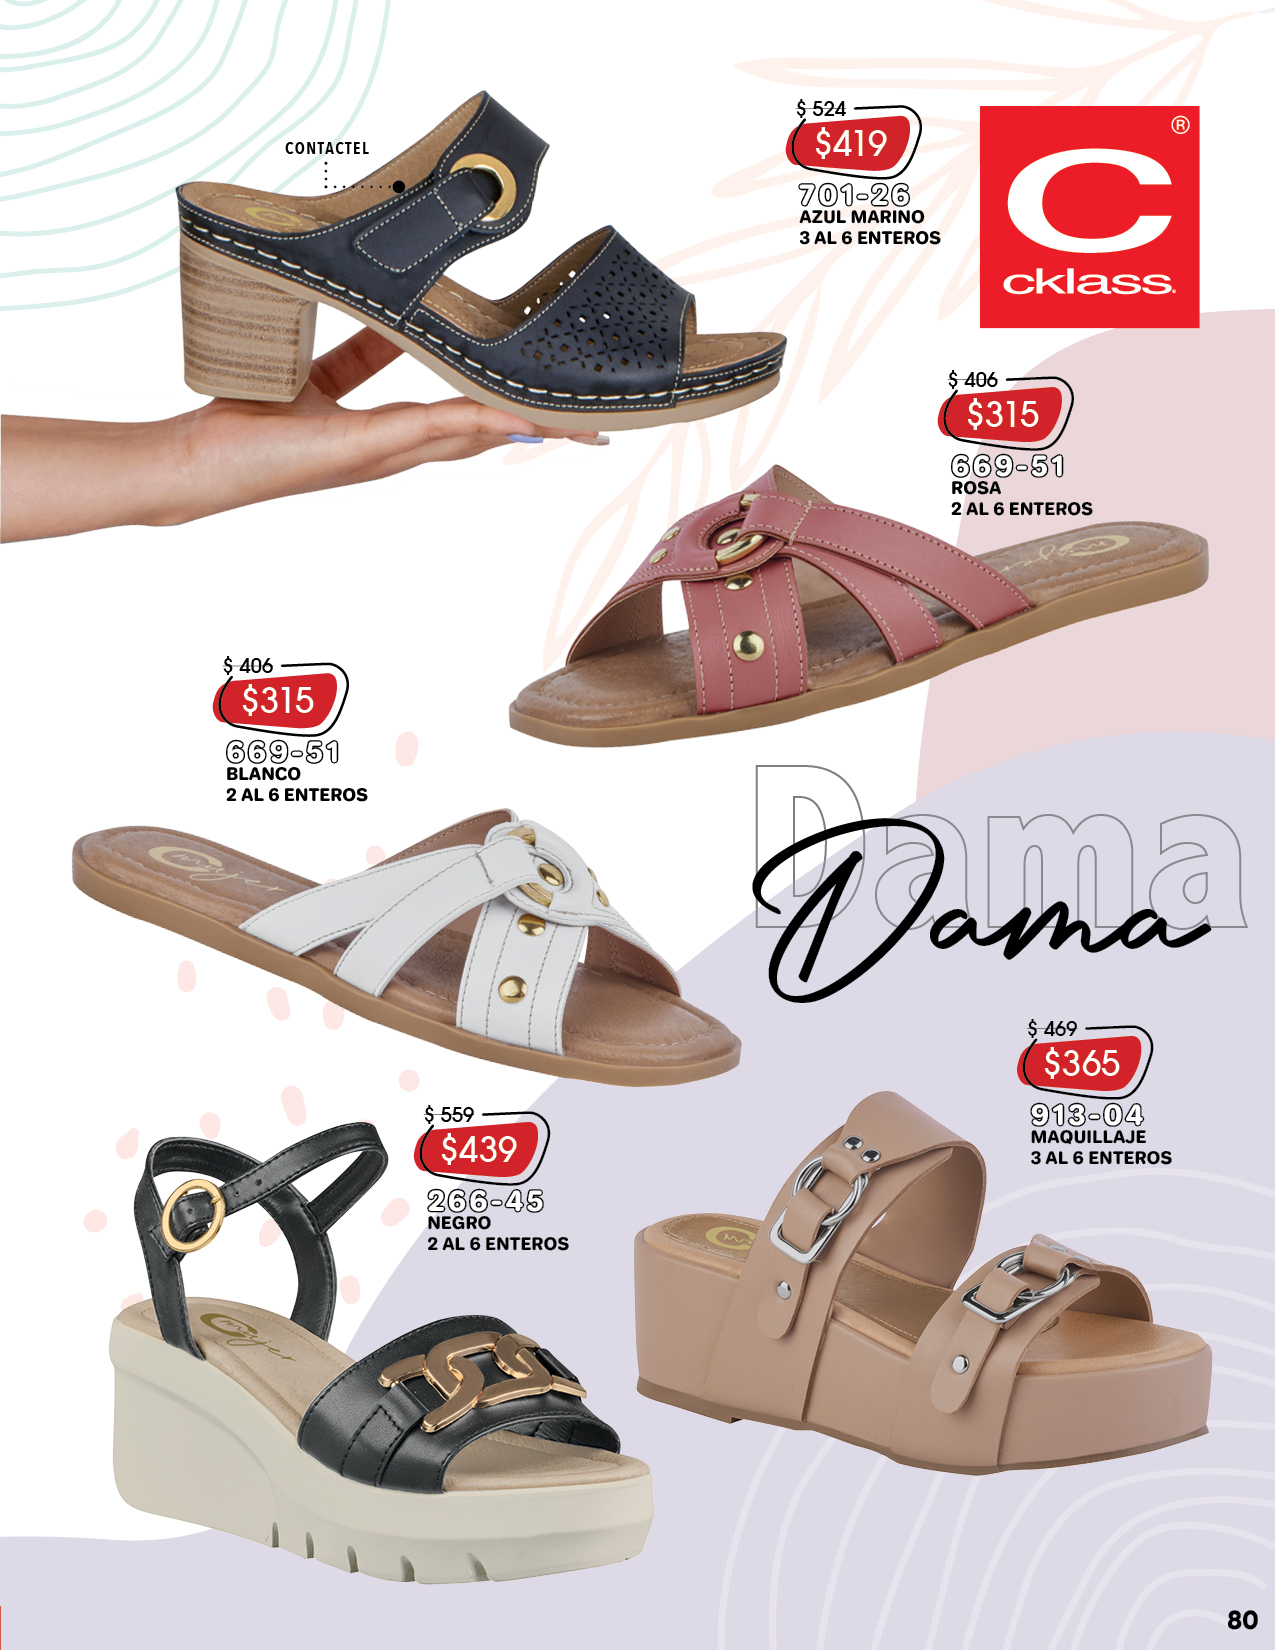 CONTACTEL
$ 524
$419
701-26
AZUL MARINO
3 AL 6 ENTEROS
®
cklass.
$ 406
$315
669-51
ROSA
2 AL 6 ENTEROS
$ 406
$315
669-51
BLANCO
2 AL 6 ENTEROS
mujer
Dama
Dama
$ 469
$365
913-04
MAQUILLAJE
3 AL 6 ENTEROS
$ 559
$439
266-45
NEGRO
2 AL 6 ENTEROS
mujer
80